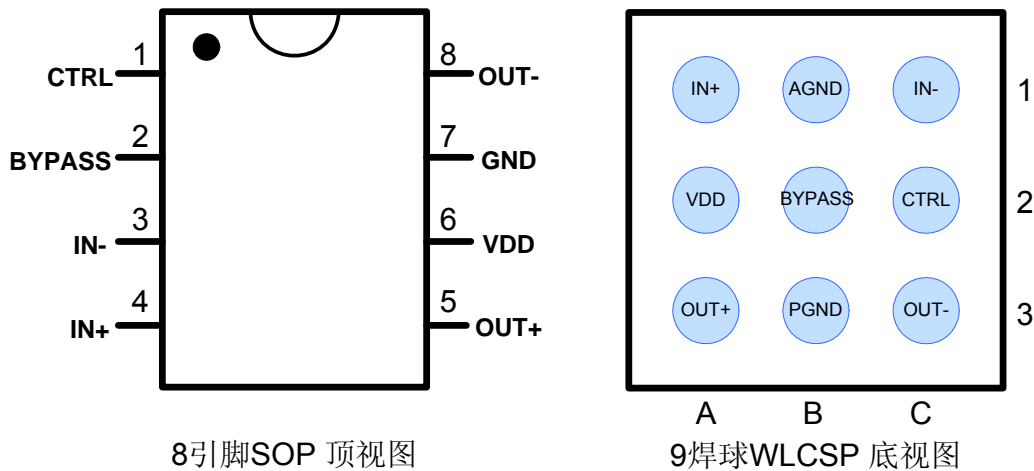 1
CTRL
2
BYPASS
3
IN-
4
IN+
8
OUT-
7
GND
6
VDD
5
OUT+
8引脚SOP 顶视图
IN+ AGND IN- 1
VDD BYPASS CTRL 2
OUT+ PGND OUT- 3
A B C
9焊球WLCSP 底视图